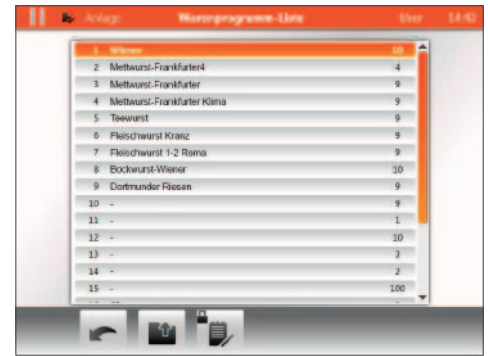 Anlage Warenprogramm-Liste User 14:42
1 Wiener 10
2 Mettwurst-Frankfurter4 4
3 Mettwurst-Frankfurter 9
4 Mettwurst-Frankfurter Klima 9
5 Teewurst 9
6 Fleischwurst Kranz 9
7 Fleischwurst 1-2 Rema 9
8 Bockwurst-Wiener 10
9 Dortmunder Riesen 9
10 - 9
11 - 1
12 - 10
13 - 3
14 - 2
15 - 100